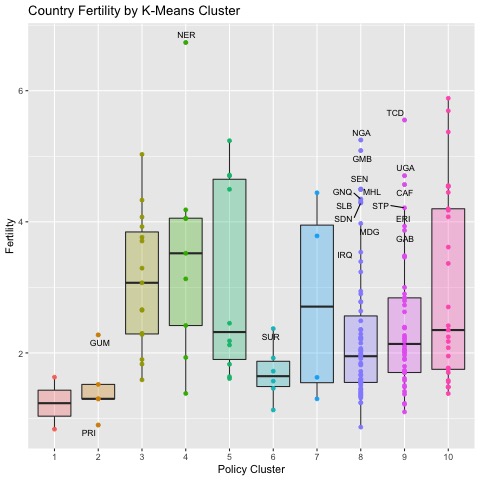 Country Fertility by K-Means Cluster
NER
6
TCD
NGA
GMB
UGA
SEN
GNQ MHL CAF
SLB STP
4
SDN ERI
MDG GAB
IRQ
Fertility
GUM SUR
2
PRI
1 2 3 4 5 6 7 8 9 10
Policy Cluster